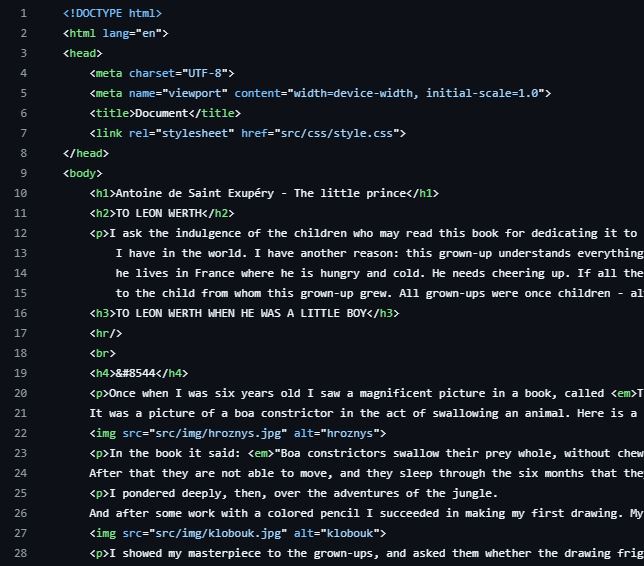 1 <!DOCTYPE html>
2 <html lang="en">
3 <head>
4 <meta charset="UTF-8">
5 <meta name="viewport" content="width=device-width, initial-scale=1.0">
6 <title>Document</title>
7 <link rel="stylesheet" href="src/css/style.css">
8 </head>
9 <body>
10 <h1>Antoine de Saint Exupéry - The little prince</h1>
11 <h2>TO LEON WERTH</h2>
12 <p>I ask the indulgence of the children who may read this book for dedicating it to
13 I have in the world. I have another reason: this grown-up understands everything
14 he lives in France where he is hungry and cold. He needs cheering up. If all the
15 to the child from whom this grown-up grew. All grown-ups were once children - al
16 <h3>TO LEON WERTH WHEN HE WAS A LITTLE BOY</h3>
17 <hr/>
18 <br>
19 <h4>&#8544</h4>
20 <p>Once when I was six years old I saw a magnificent picture in a book, called <em>T
21 It was a picture of a boa constrictor in the act of swallowing an animal. Here is a
22 <img src="src/img/hroznys.jpg" alt="hroznys">
23 <p>In the book it said: <em>"Boa constrictors swallow their prey whole, without chew
24 After that they are not able to move, and they sleep through the six months that the
25 <p>I pondered deeply, then, over the adventures of the jungle.
26 And after some work with a colored pencil I succeeded in making my first drawing. My
27 <img src="src/img/klobouk.jpg" alt="klobouk">
28 <p>I showed my masterpiece to the grown-ups, and asked them whether the drawing frig